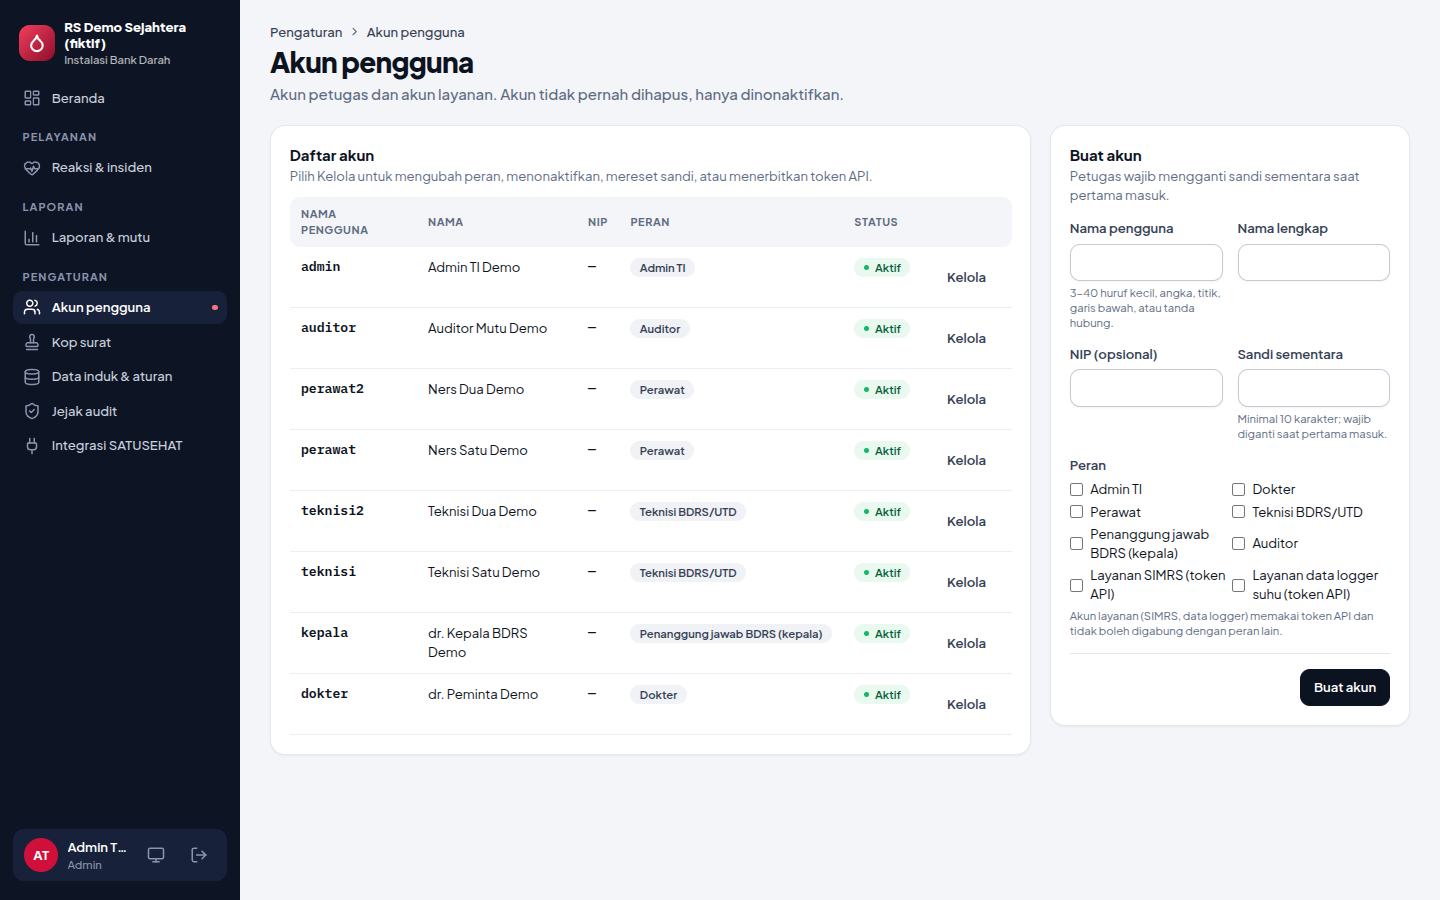 RS Demo Sejahtera
(fiktif)
Instalasi Bank Darah
Beranda
PELAYANAN
Reaksi & insiden
LAPORAN
Laporan & mutu
PENGATURAN
Akun pengguna
Kop surat
Data induk & aturan
Jejak audit
Integrasi SATUSEHAT
AT
Admin T...
Admin
Pengaturan > Akun pengguna
Akun pengguna
Akun petugas dan akun layanan. Akun tidak pernah dihapus, hanya dinonaktifkan.
Daftar akun
Pilih Kelola untuk mengubah peran, menonaktifkan, mereset sandi, atau menerbitkan token API.
NAMA PENGGUNA NAMA NIP PERAN STATUS
admin Admin TI Demo — Admin TI Aktif Kelola
auditor Auditor Mutu Demo — Auditor Aktif Kelola
perawat2 Ners Dua Demo — Perawat Aktif Kelola
perawat Ners Satu Demo — Perawat Aktif Kelola
teknisi2 Teknisi Dua Demo — Teknisi BDRS/UTD Aktif Kelola
teknisi Teknisi Satu Demo — Teknisi BDRS/UTD Aktif Kelola
kepala dr. Kepala BDRS Demo — Penanggung jawab BDRS (kepala) Aktif Kelola
dokter dr. Peminta Demo — Dokter Aktif Kelola
Buat akun
Petugas wajib mengganti sandi sementara saat
pertama masuk.
Nama pengguna
3–40 huruf kecil, angka, titik,
garis bawah, atau tanda
hubung.
Nama lengkap
NIP (opsional)
Sandi sementara
Minimal 10 karakter; wajib
diganti saat pertama masuk.
Peran
Admin TI
Dokter
Perawat
Teknisi BDRS/UTD
Penanggung jawab
BDRS (kepala)
Auditor
Layanan SIMRS (token
API)
Layanan data logger
suhu (token API)
Akun layanan (SIMRS, data logger) memakai token API dan
tidak boleh digabung dengan peran lain.
Buat akun